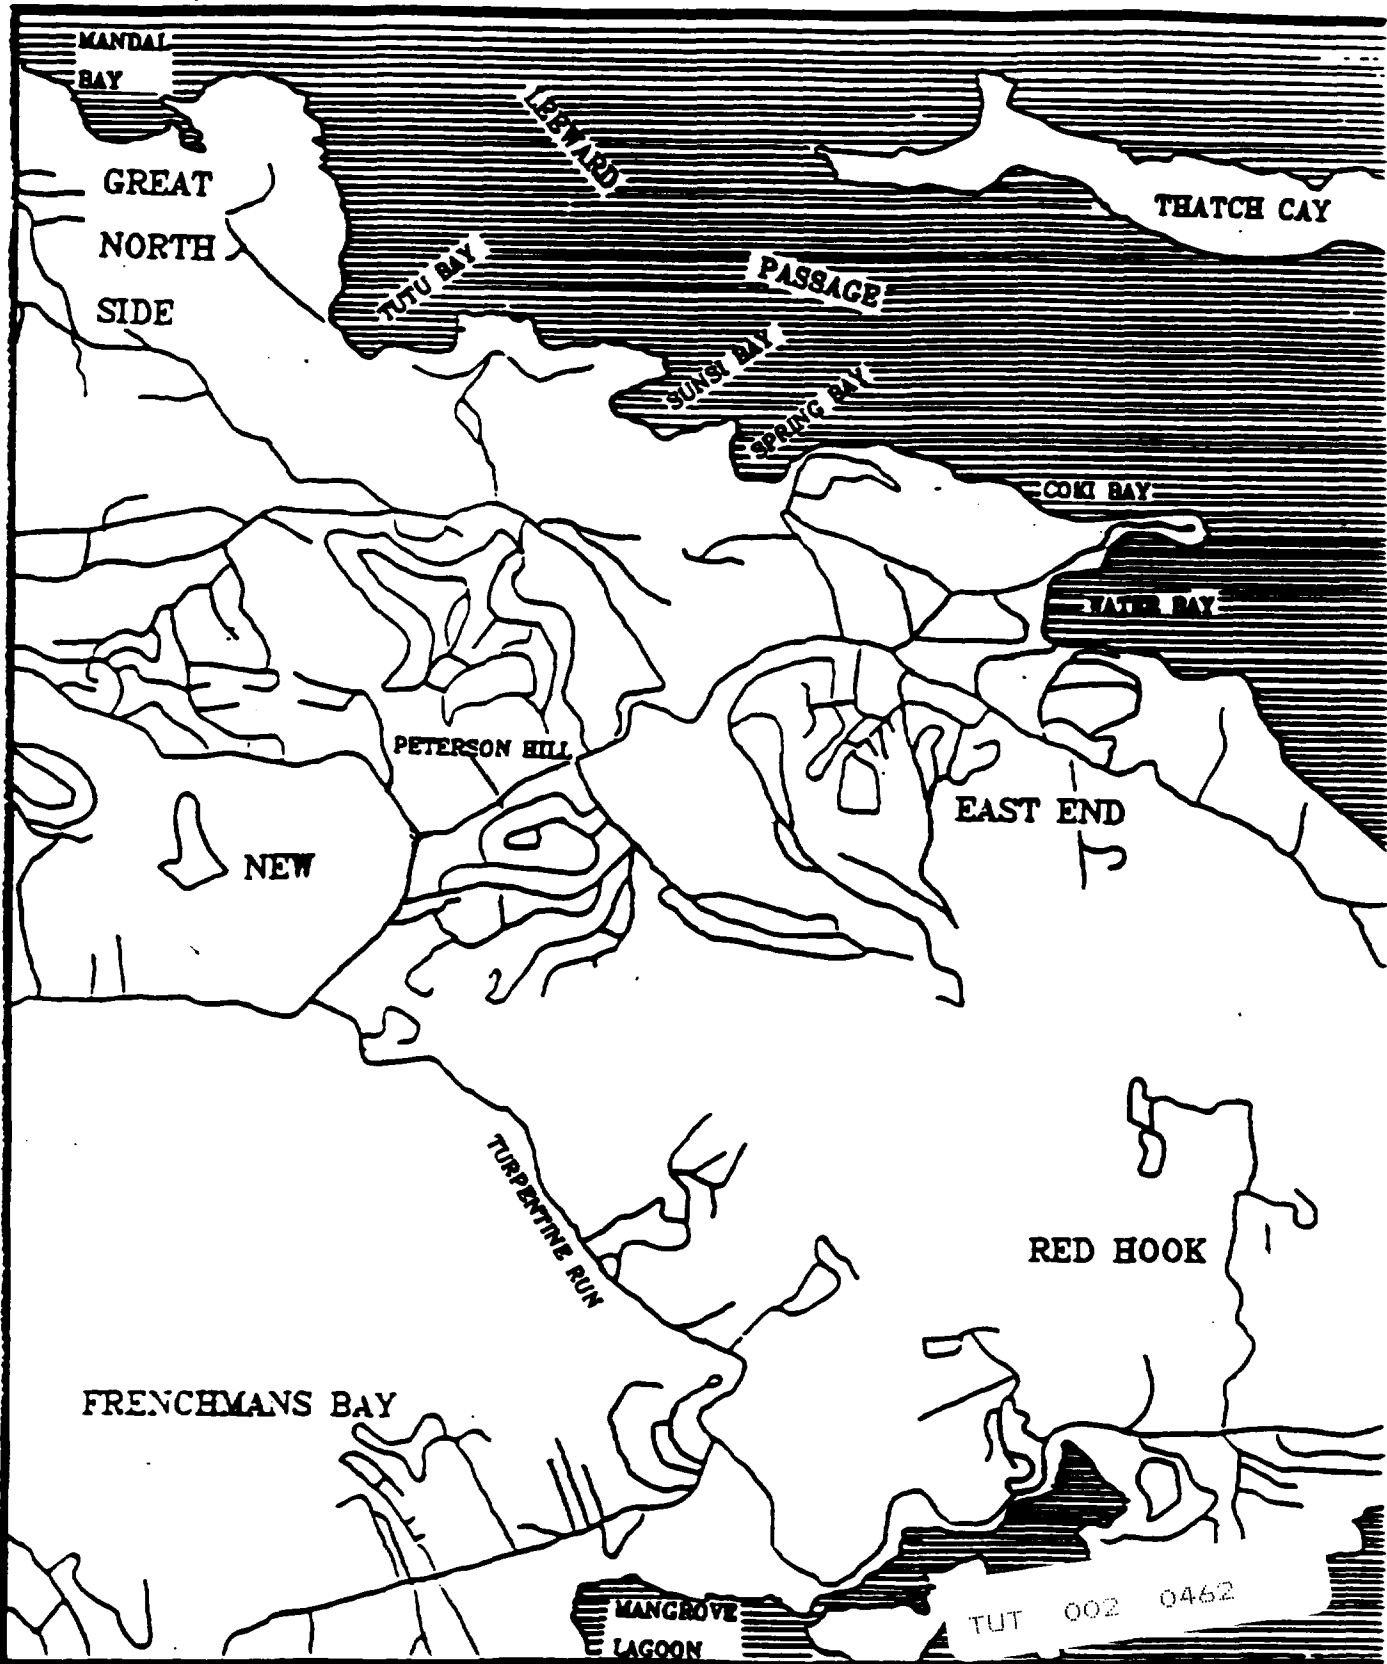 MANDAL
BAY
LEEWARD
GREAT
THATCH CAY
NORTH
TUTU BAY
PASSAGE
SIDE
SUNSI BAY
SPRING BAY
COKI BAY
WATER BAY
PETERSON HILL
EAST END
NEW
TURPENTINE RUN
RED HOOK
FRENCHMANS BAY
MANGROVE
LAGOON
TUT 002 0462